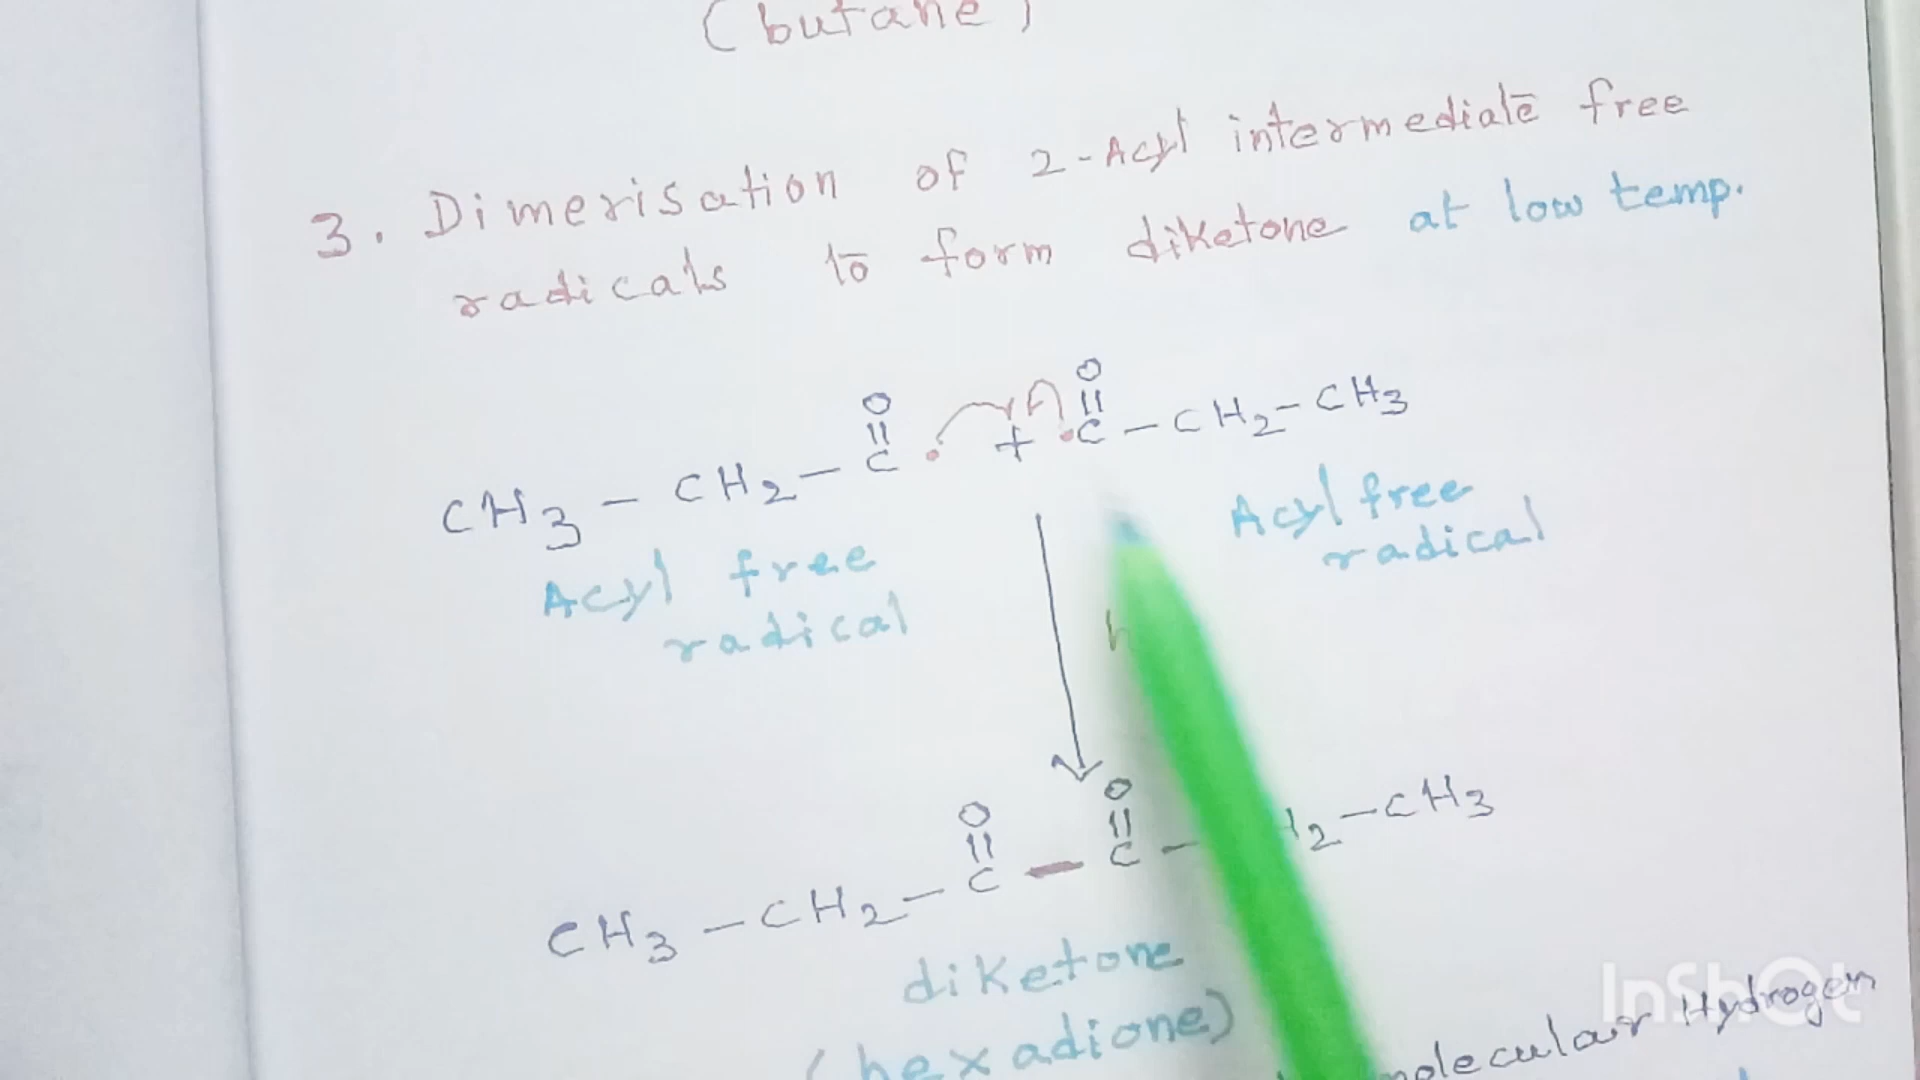 (butane)
3. Dimerisation of 2-Acyl intermediate free
radicals to form diketone at low temp.
O O
|| ||
CH3 - CH2 - C . + .C - CH2 - CH3
Acyl free radical
Acyl free radical
h
O O
|| ||
CH3 - CH2 - C - C - H2 - CH3
diketone
(hexadione)
molecular Hydrogen
InShOt